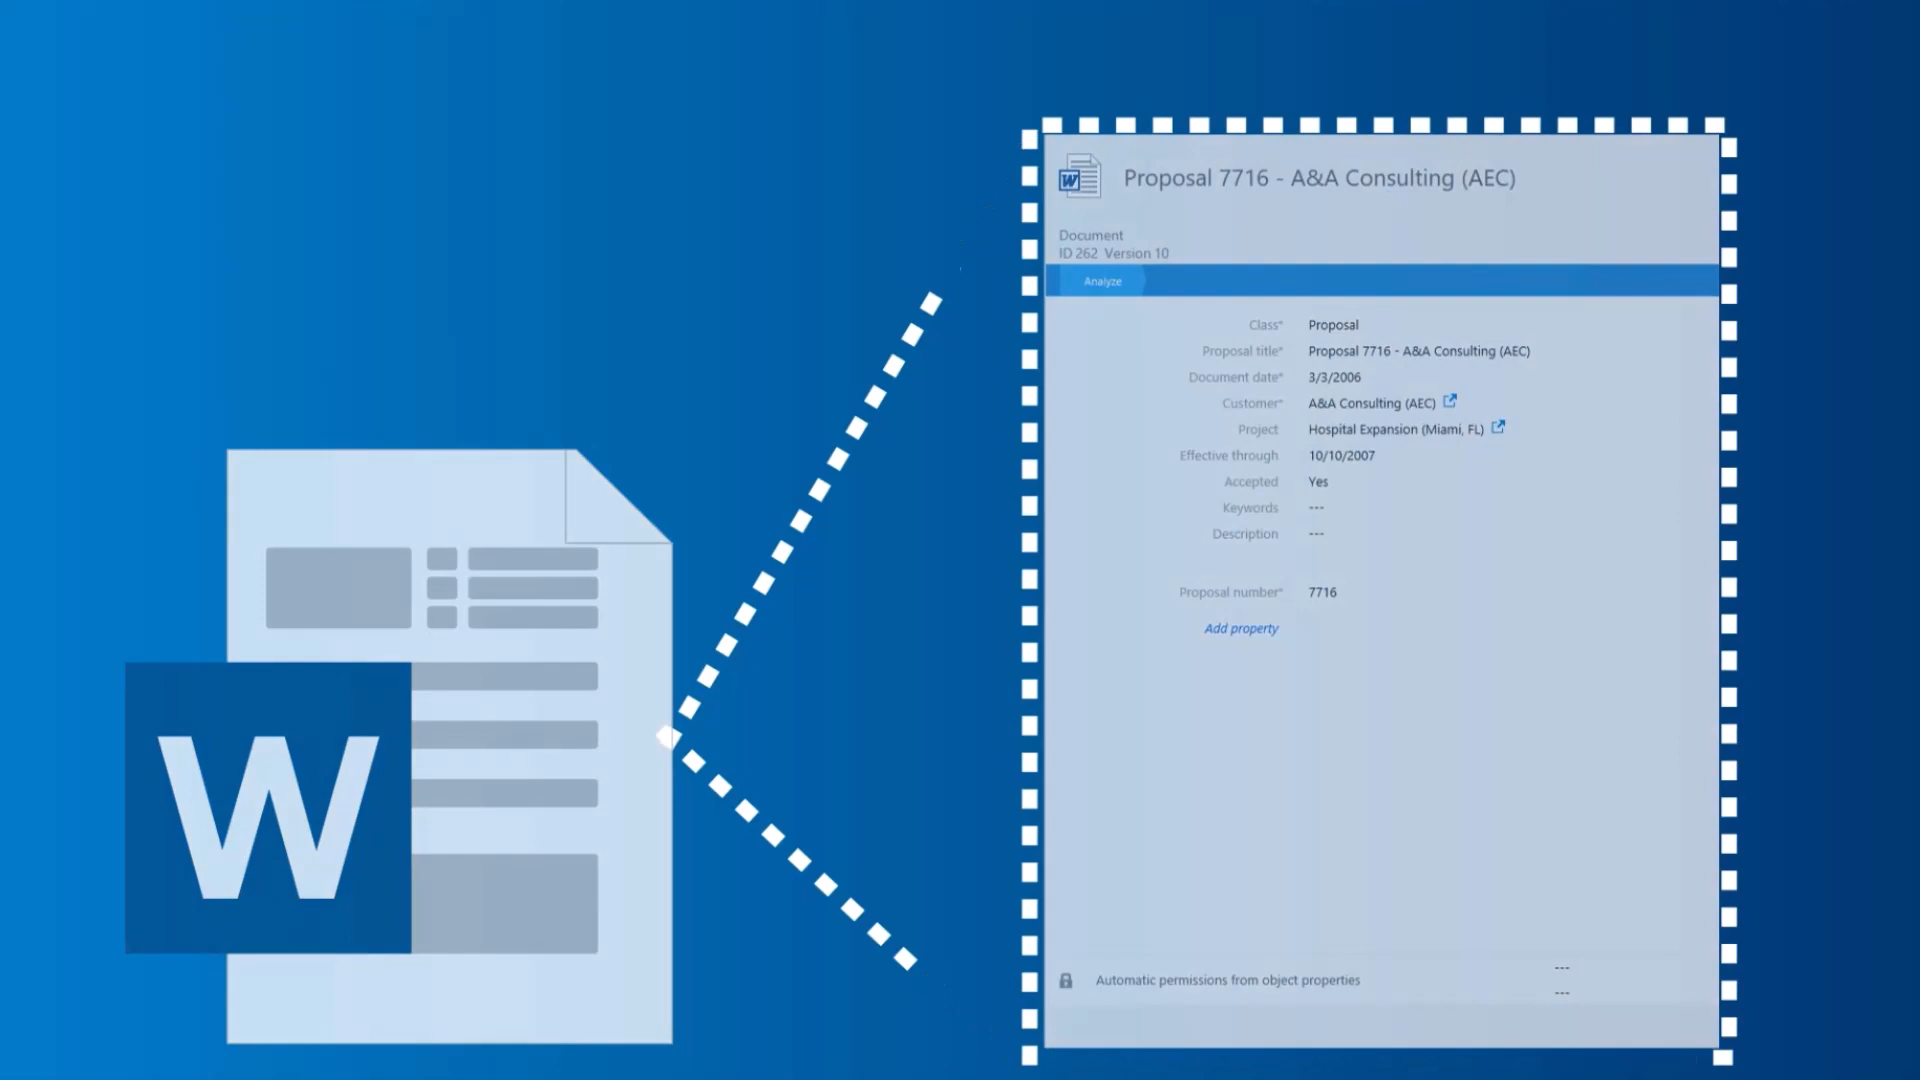 W
W
Proposal 7716 - A&A Consulting (AEC)
Document
ID 262 Version 10
Analyze
Class* Proposal
Proposal title* Proposal 7716 - A&A Consulting (AEC)
Document date* 3/3/2006
Customer* A&A Consulting (AEC)
Project Hospital Expansion (Miami, FL)
Effective through 10/10/2007
Accepted Yes
Keywords ---
Description ---
Proposal number* 7716
Add property
Automatic permissions from object properties
---
---